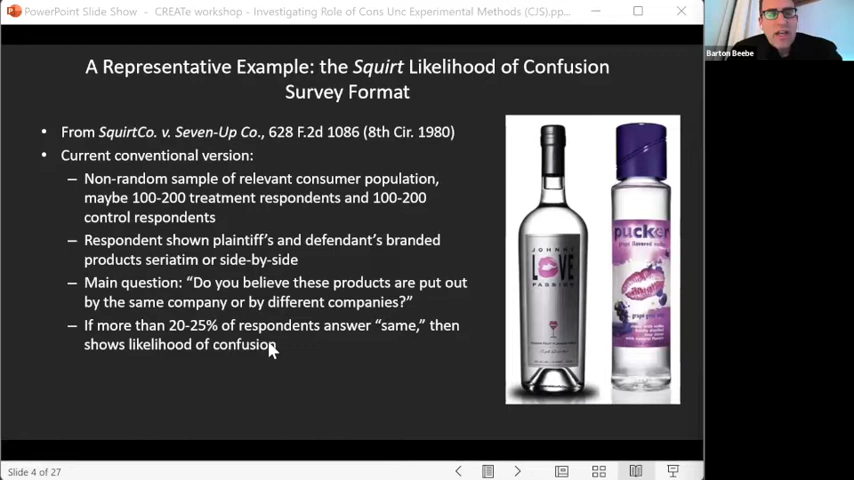 PowerPoint Slide Show - CREATe workshop - Investigating Role of Cons Unc Experimental Methods (CJS).pp...
Barton Beebe
A Representative Example: the Squirt Likelihood of Confusion
Survey Format
• From SquirtCo. v. Seven-Up Co., 628 F.2d 1086 (8th Cir. 1980)
• Current conventional version:
– Non-random sample of relevant consumer population,
maybe 100-200 treatment respondents and 100-200
control respondents
– Respondent shown plaintiff's and defendant's branded
products seriatim or side-by-side
– Main question: "Do you believe these products are put out
by the same company or by different companies?"
– If more than 20-25% of respondents answer "same," then
shows likelihood of confusion
JOHNNY
LOVE
PASSION
pucker
grape flavored vodka
Slide 4 of 27